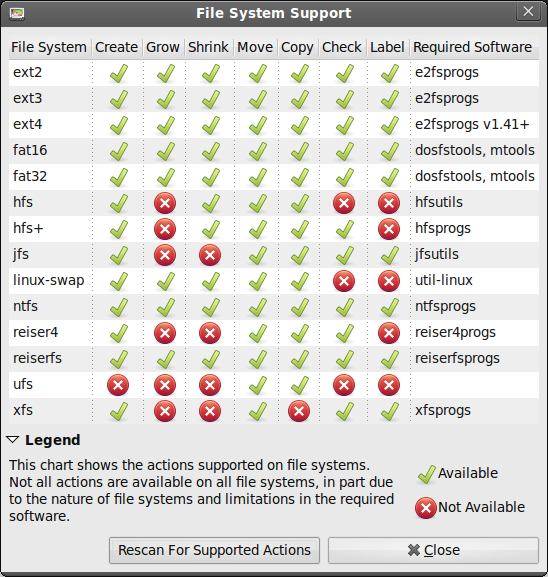 File System Support
File System Create Grow Shrink Move Copy Check Label Required Software
ext2 e2fsprogs
ext3 e2fsprogs
ext4 e2fsprogs v1.41+
fat16 dosfstools, mtools
fat32 dosfstools, mtools
hfs hfsutils
hfs+ hfsprogs
jfs jfsutils
linux-swap util-linux
ntfs ntfsprogs
reiser4 reiser4progs
reiserfs reiserfsprogs
ufs
xfs xfsprogs
Legend
This chart shows the actions supported on file systems.
Not all actions are available on all file systems, in part due
to the nature of file systems and limitations in the required
software.
Available
Not Available
Rescan For Supported Actions
Close